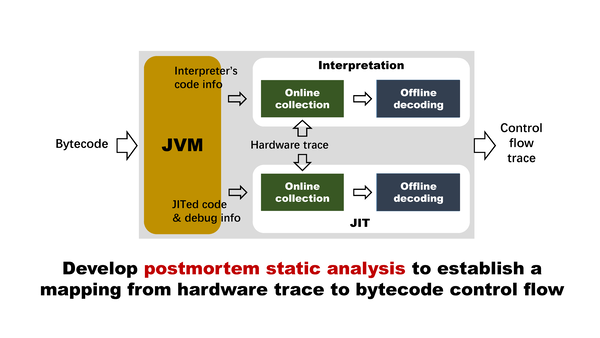 Interpretation
Interpreter's
code info
Online
collection
Offline
decoding
Bytecode
JVM
Hardware trace
Control
flow
trace
JITed code
& debug info
Online
collection
Offline
decoding
JIT
Develop postmortem static analysis to establish a
mapping from hardware trace to bytecode control flow